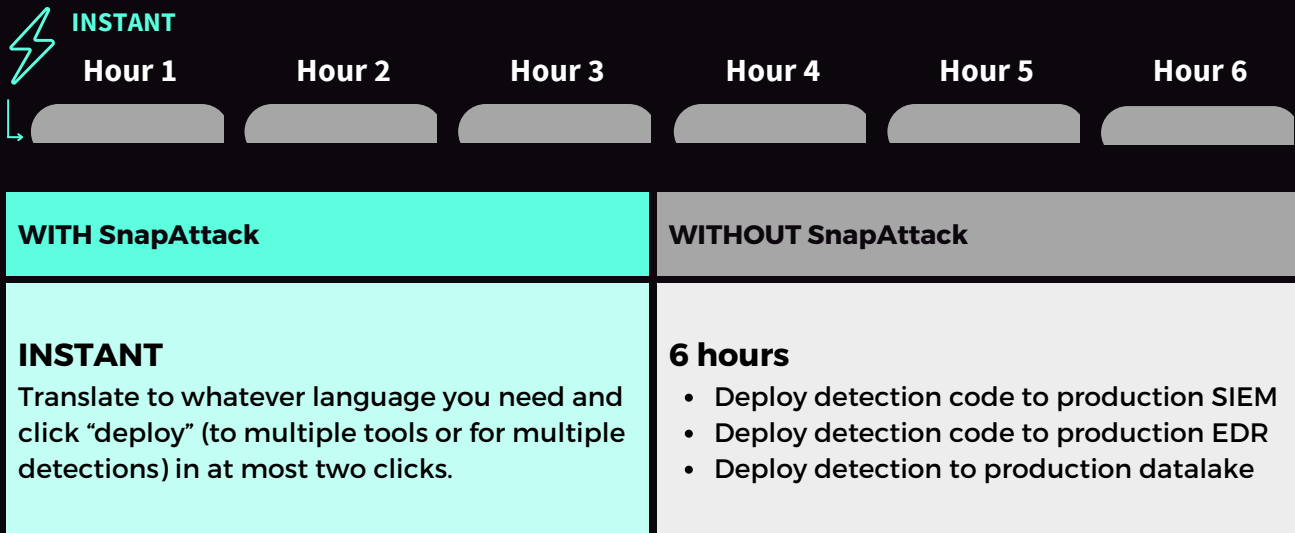 INSTANT
Hour 1 Hour 2 Hour 3 Hour 4 Hour 5 Hour 6
WITH SnapAttack
WITHOUT SnapAttack
INSTANT
Translate to whatever language you need and
click “deploy” (to multiple tools or for multiple
detections) in at most two clicks.
6 hours
• Deploy detection code to production SIEM
• Deploy detection code to production EDR
• Deploy detection to production datalake